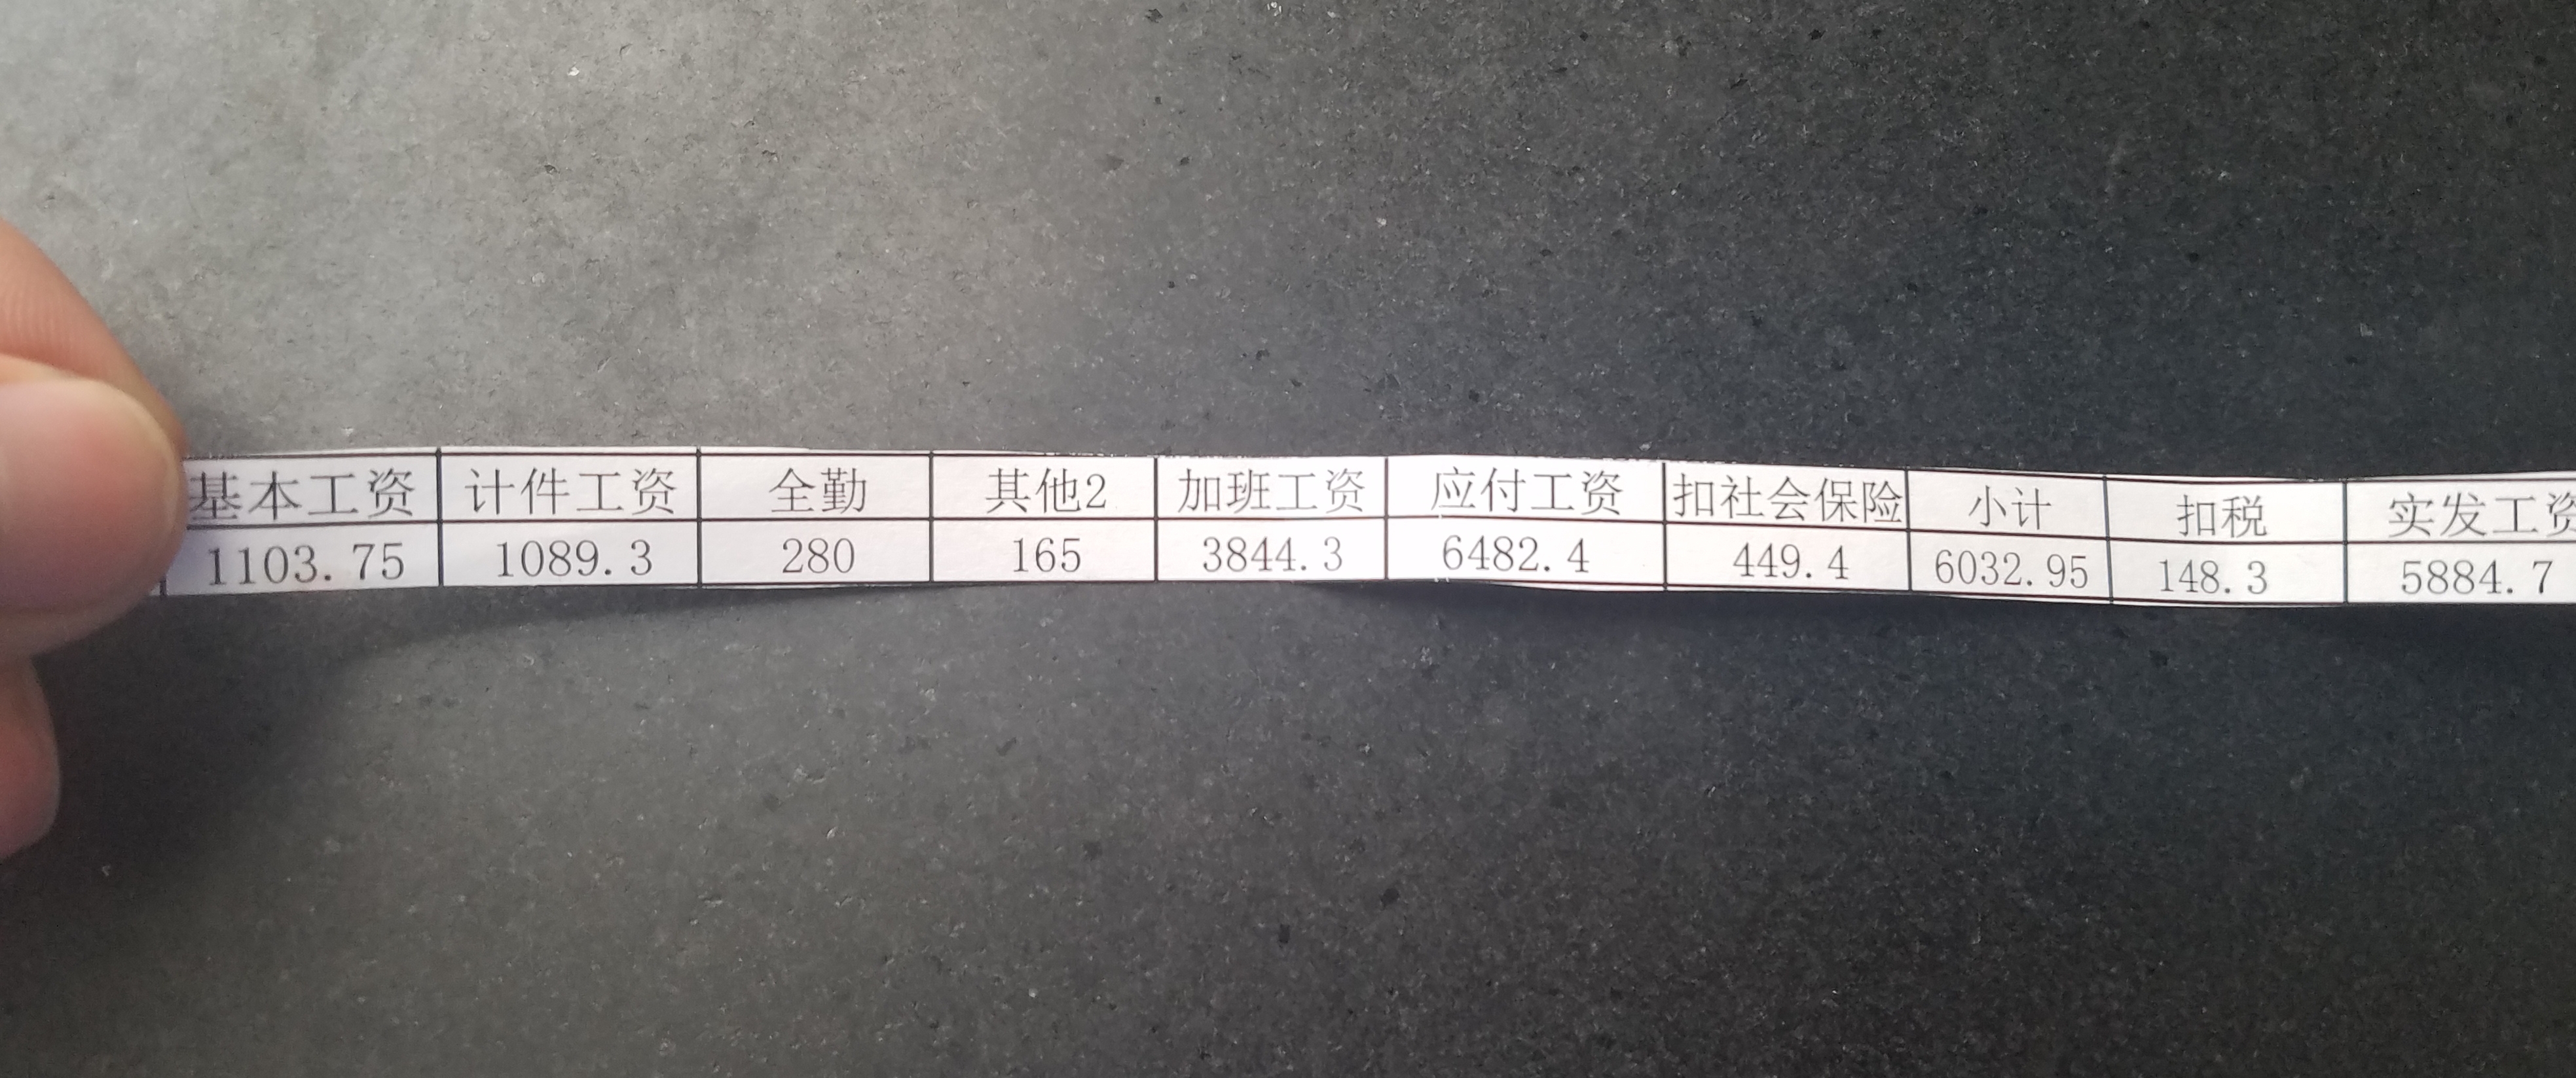 基本工资 计件工资 全勤 其他2 加班工资 应付工资 扣社会保险 小计 扣税 实发工资
1103.75 1089.3 280 165 3844.3 6482.4 449.4 6032.95 148.3 5884.7